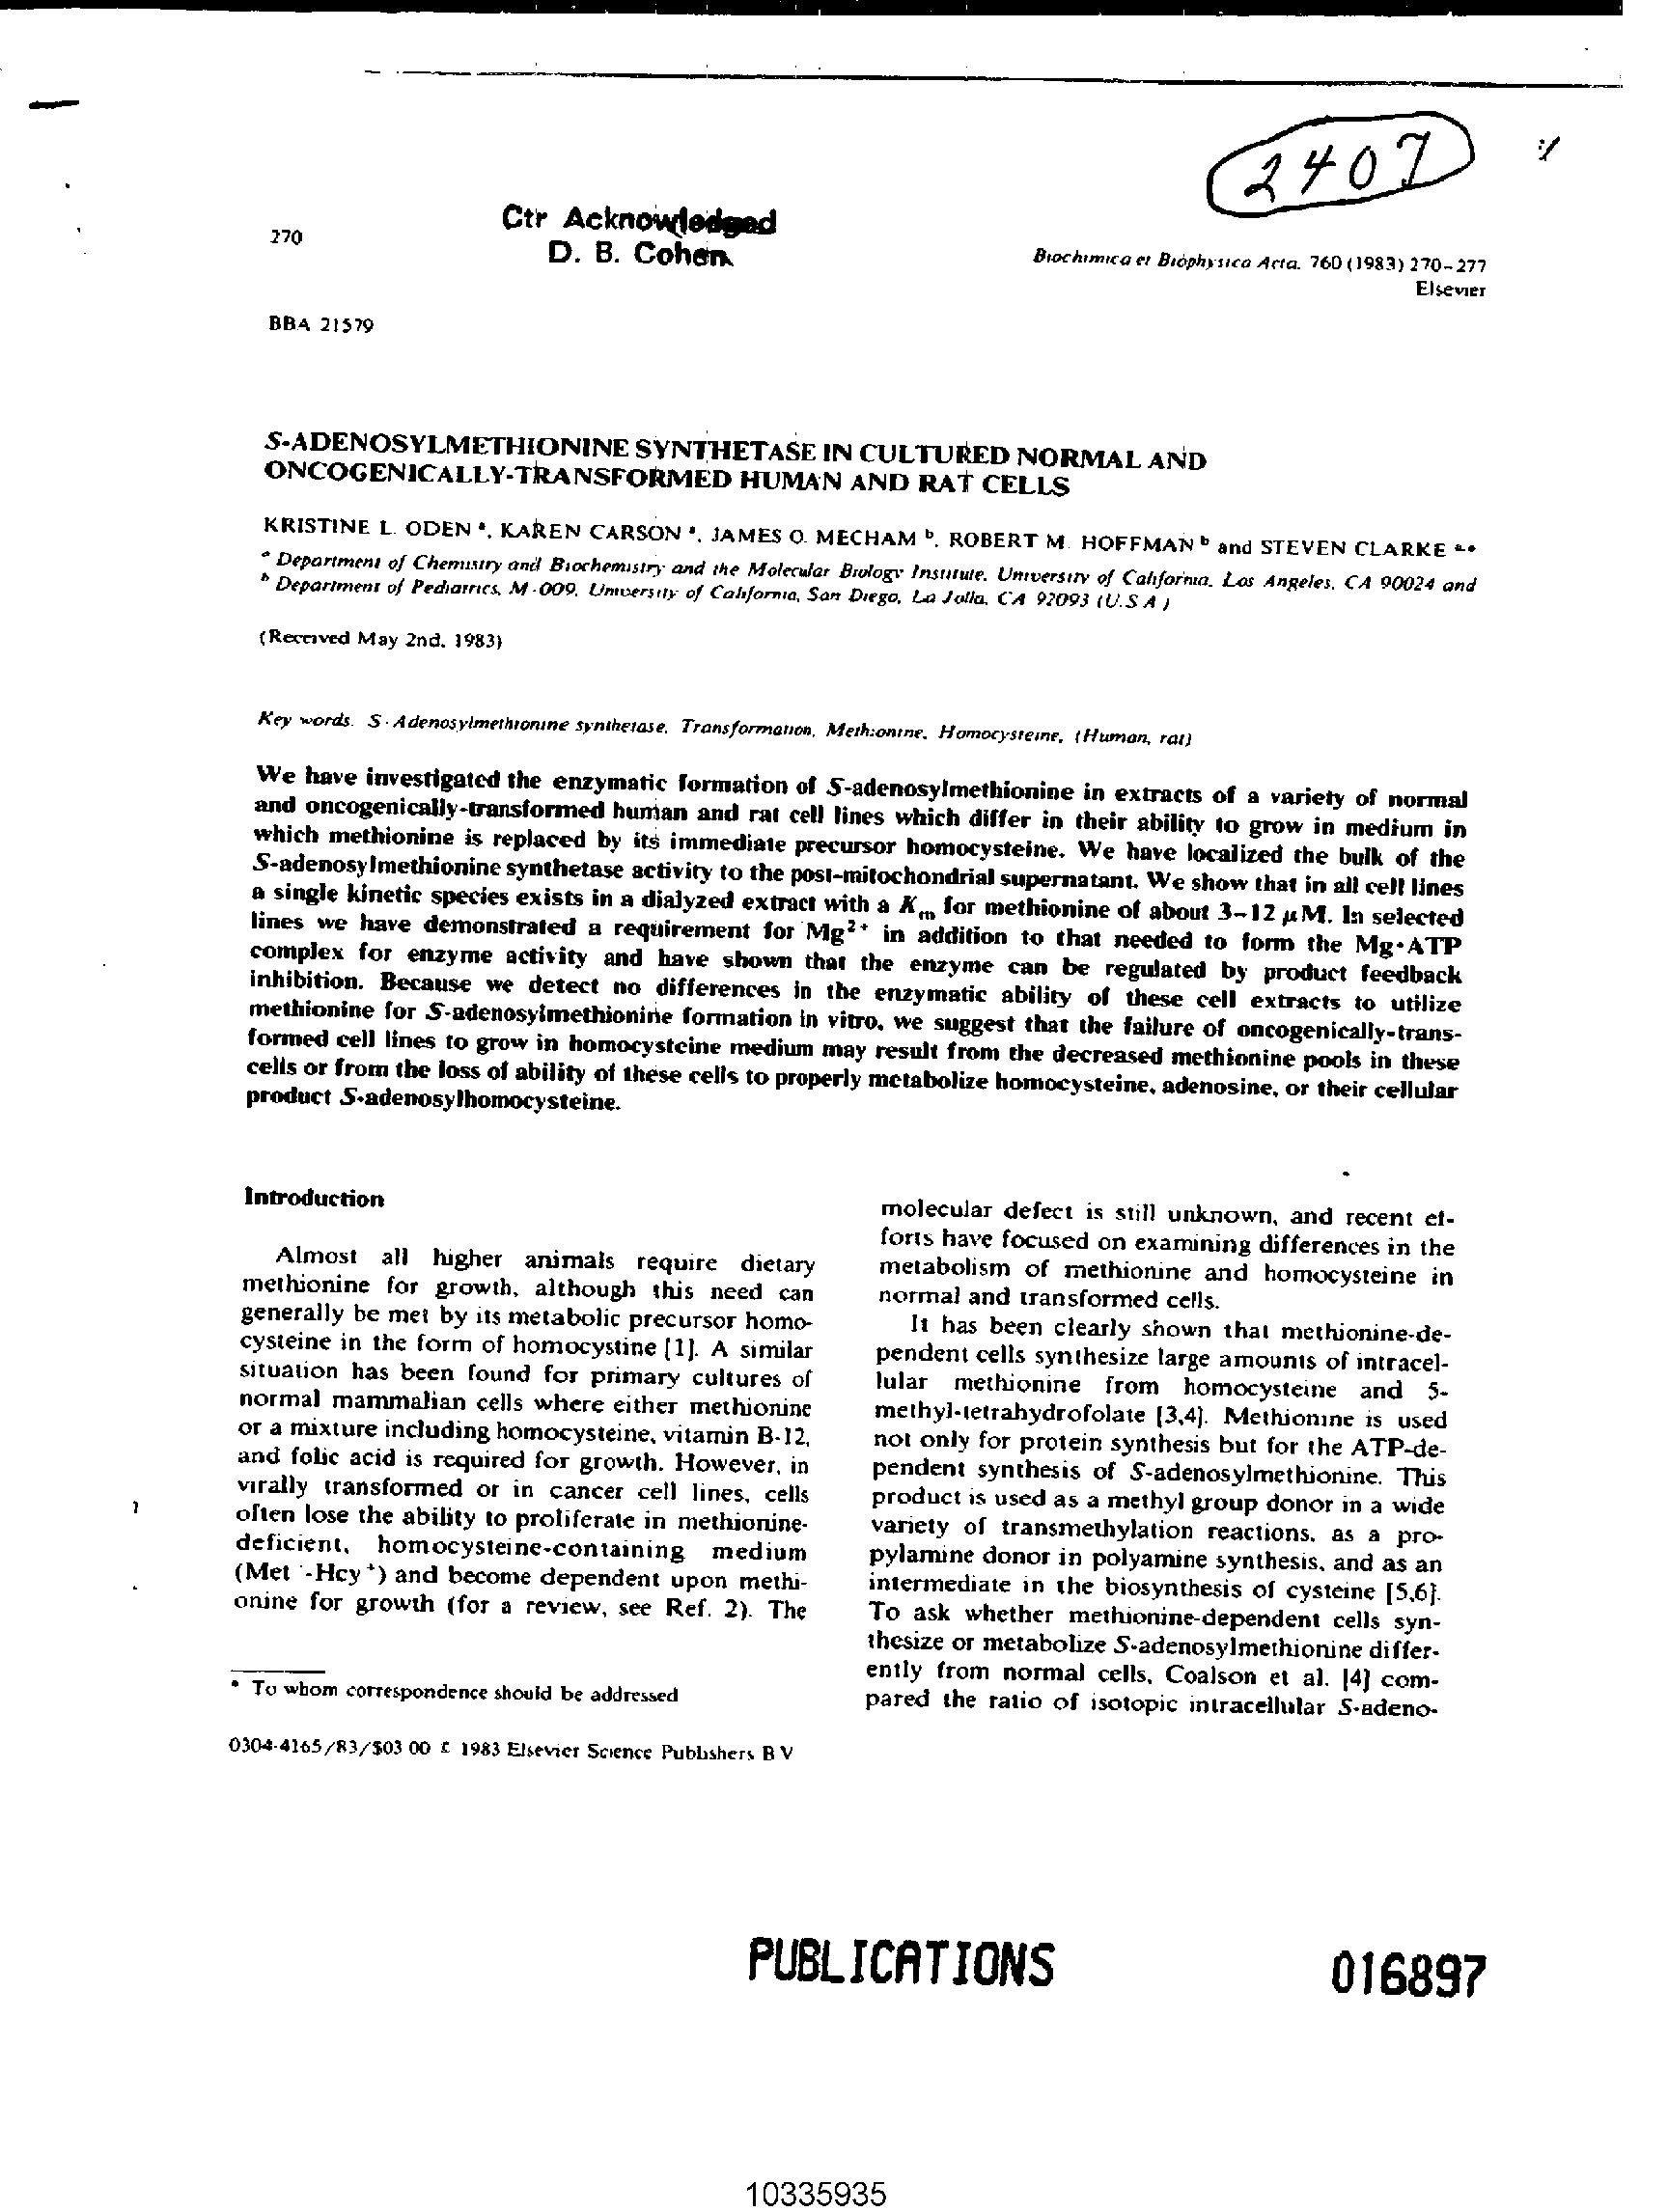 2407
270
Ctr Acknowledged
D. B. Cohen
Biochimica et Biophysica Acta. 760 (1983) 270-277
Elsevier
BBA 21579
S-ADENOSYLMETHIONINE SYNTHETASE IN CULTURED NORMAL AND
ONCOGENICALLY-TRANSFORMED HUMAN AND RAT CELLS
KRISTINE L. ODEN a, KAREN CARSON a, JAMES O. MECHAM b, ROBERT M. HOFFMAN b and STEVEN CLARKE a,*
a Department of Chemistry and Biochemistry and the Molecular Biology Institute, University of California, Los Angeles, CA 90024 and
b Department of Pediatrics, M-009, University of California, San Diego, La Jolla, CA 92093 (U.S.A.)
(Received May 2nd, 1983)
Key words. S-Adenosylmethionine synthetase, Transformation, Methionine, Homocysteine, (Human, rat)
We have investigated the enzymatic formation of S-adenosylmethionine in extracts of a variety of normal
and oncogenically-transformed human and rat cell lines which differ in their ability to grow in medium in
which methionine is replaced by its immediate precursor homocysteine. We have localized the bulk of the
S-adenosylmethionine synthetase activity to the post-mitochondrial supernatant. We show that in all cell lines
a single kinetic species exists in a dialyzed extract with a Km for methionine of about 3–12 μM. In selected
lines we have demonstrated a requirement for Mg²⁺ in addition to that needed to form the Mg·ATP
complex for enzyme activity and have shown that the enzyme can be regulated by product feedback
inhibition. Because we detect no differences in the enzymatic ability of these cell extracts to utilize
methionine for S-adenosylmethionine formation in vitro, we suggest that the failure of oncogenically-trans-
formed cell lines to grow in homocysteine medium may result from the decreased methionine pools in these
cells or from the loss of ability of these cells to properly metabolize homocysteine, adenosine, or their cellular
product S-adenosylhomocysteine.
Introduction
Almost all higher animals require dietary
methionine for growth, although this need can
generally be met by its metabolic precursor homo-
cysteine in the form of homocystine [1]. A similar
situation has been found for primary cultures of
normal mammalian cells where either methionine
or a mixture including homocysteine, vitamin B-12,
and folic acid is required for growth. However, in
virally transformed or in cancer cell lines, cells
often lose the ability to proliferate in methionine-
deficient, homocysteine-containing medium
(Met⁻-Hcy⁺) and become dependent upon methi-
onine for growth (for a review, see Ref. 2). The
* To whom correspondence should be addressed
0304-4165/83/$03.00 © 1983 Elsevier Science Publishers B.V.
molecular defect is still unknown, and recent ef-
forts have focused on examining differences in the
metabolism of methionine and homocysteine in
normal and transformed cells.
It has been clearly shown that methionine-de-
pendent cells synthesize large amounts of intracel-
lular methionine from homocysteine and 5-
methyl-tetrahydrofolate [3,4]. Methionine is used
not only for protein synthesis but for the ATP-de-
pendent synthesis of S-adenosylmethionine. This
product is used as a methyl group donor in a wide
variety of transmethylation reactions, as a pro-
pylamine donor in polyamine synthesis, and as an
intermediate in the biosynthesis of cysteine [5,6].
To ask whether methionine-dependent cells syn-
thesize or metabolize S-adenosylmethionine differ-
ently from normal cells, Coalson et al. [4] com-
pared the ratio of isotopic intracellular S-adeno-
PUBLICATIONS
016897
10335935